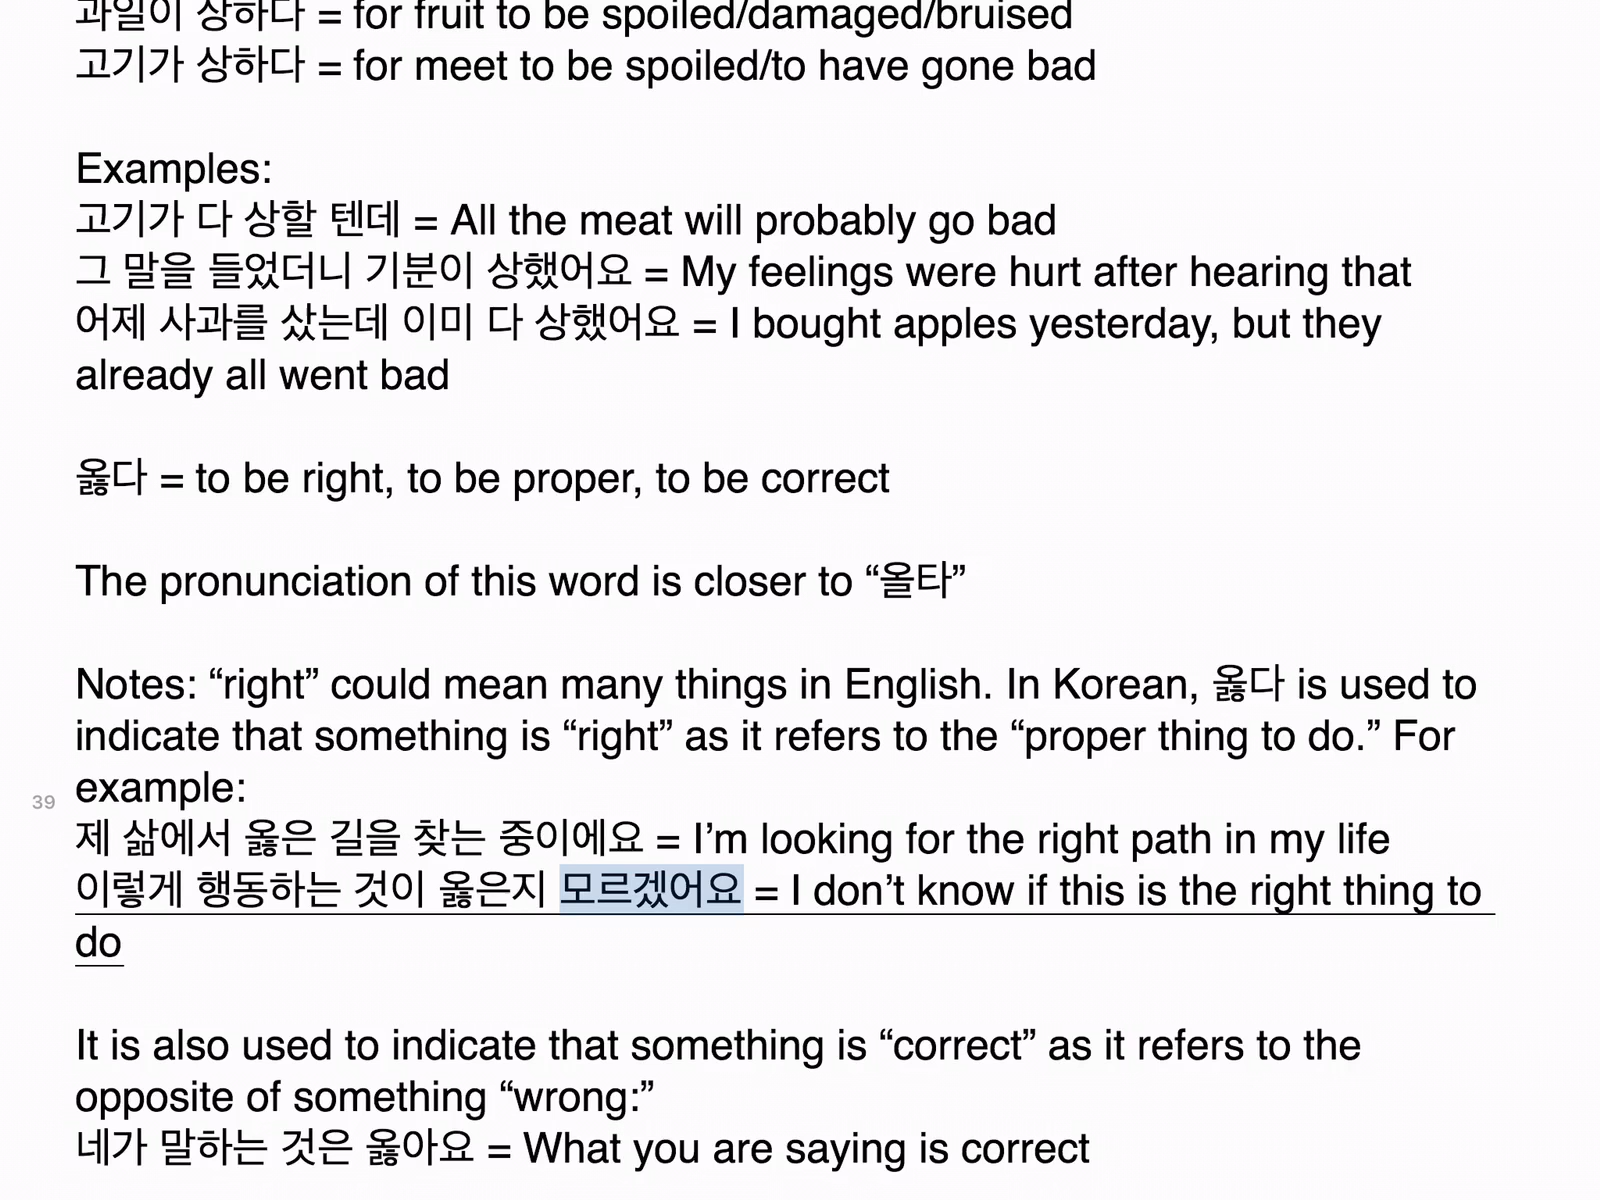 과일이 상하다 = for fruit to be spoiled/damaged/bruised
고기가 상하다 = for meet to be spoiled/to have gone bad
Examples:
고기가 다 상할 텐데 = All the meat will probably go bad
그 말을 들었더니 기분이 상했어요 = My feelings were hurt after hearing that
어제 사과를 샀는데 이미 다 상했어요 = I bought apples yesterday, but they
already all went bad
옳다 = to be right, to be proper, to be correct
The pronunciation of this word is closer to “올타”
Notes: “right” could mean many things in English. In Korean, 옳다 is used to
indicate that something is “right” as it refers to the “proper thing to do.” For
39 example:
제 삶에서 옳은 길을 찾는 중이에요 = I’m looking for the right path in my life
이렇게 행동하는 것이 옳은지 모르겠어요 = I don’t know if this is the right thing to
do
It is also used to indicate that something is “correct” as it refers to the
opposite of something “wrong:”
네가 말하는 것은 옳아요 = What you are saying is correct